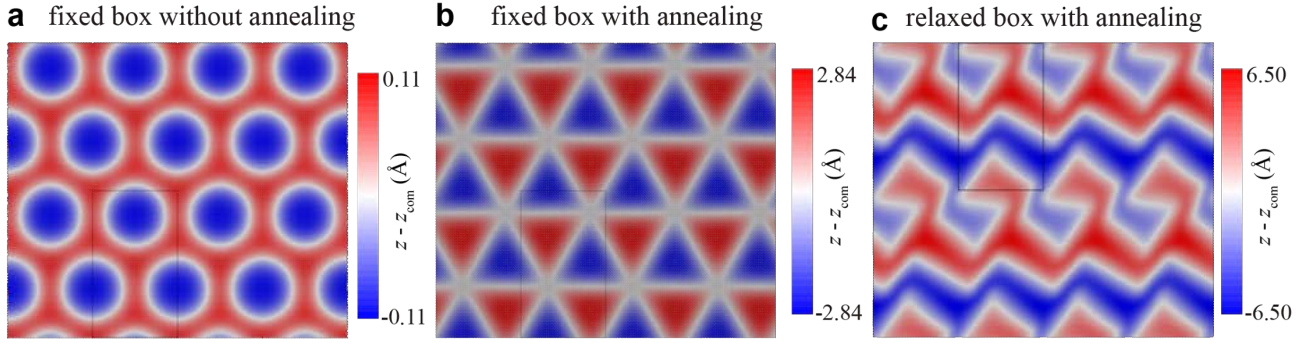 a fixed box without annealing
0.11
z - z_com (Å)
-0.11
b fixed box with annealing
2.84
z - z_com (Å)
-2.84
c relaxed box with annealing
6.50
z - z_com (Å)
-6.50